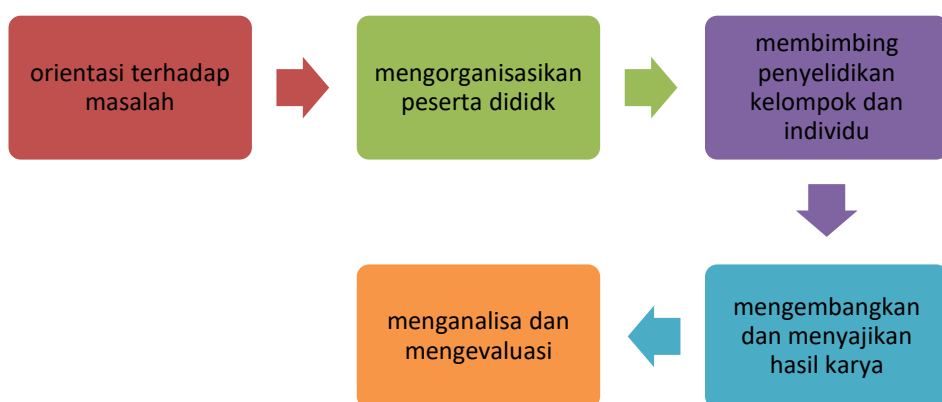 orientasi terhadap
masalah
mengorganisasikan
peserta dididk
membimbing
penyelidikan
kelompok dan
individu
mengembangkan
dan menyajikan
hasil karya
menganalisa dan
mengevaluasi